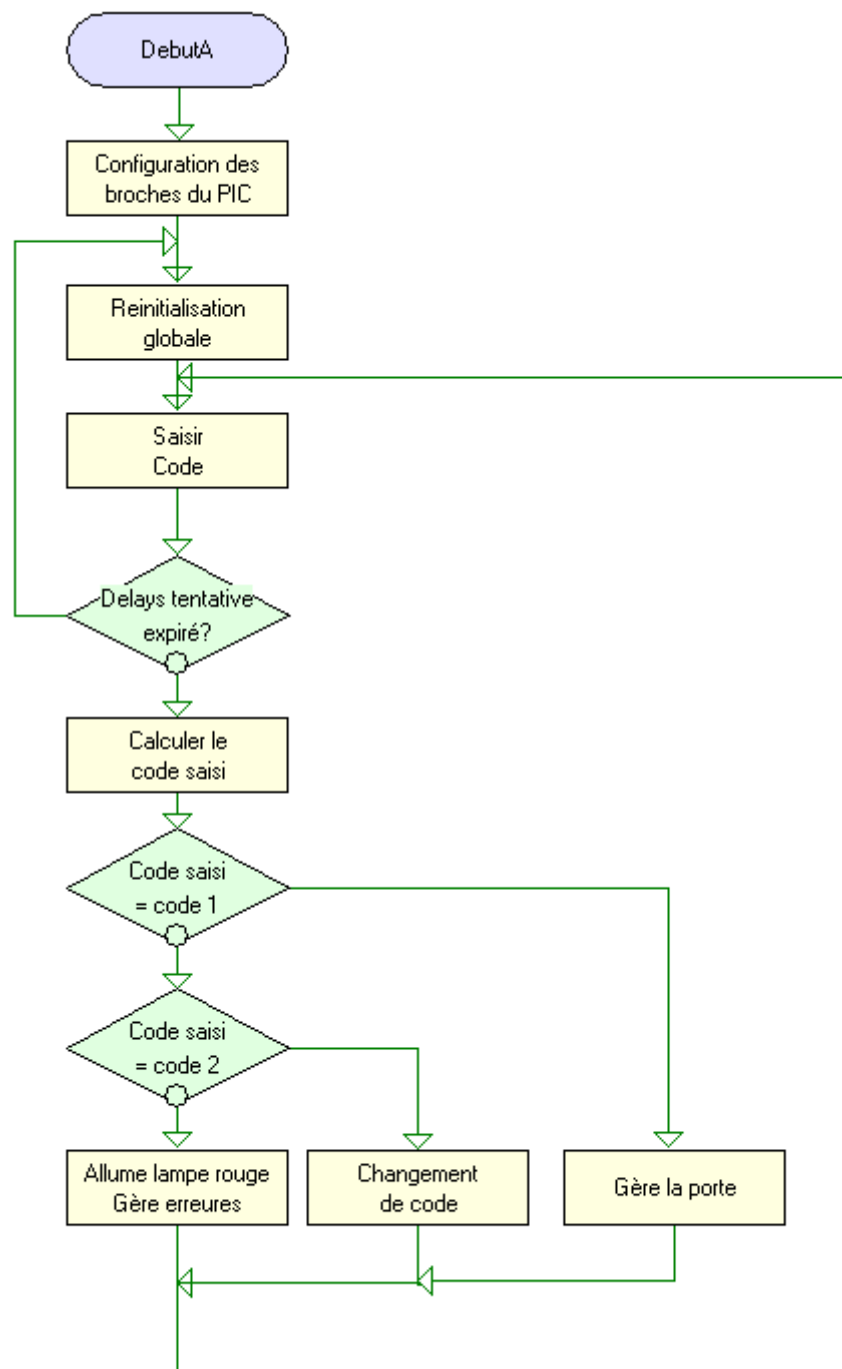 DebutA
Configuration des
broches du PIC
Reinitialisation
globale
Saisir
Code
Delays tentative
expiré?
Calculer le
code saisi
Code saisi
= code 1
Code saisi
= code 2
Allume lampe rouge
Gère erreures
Changement
de code
Gère la porte